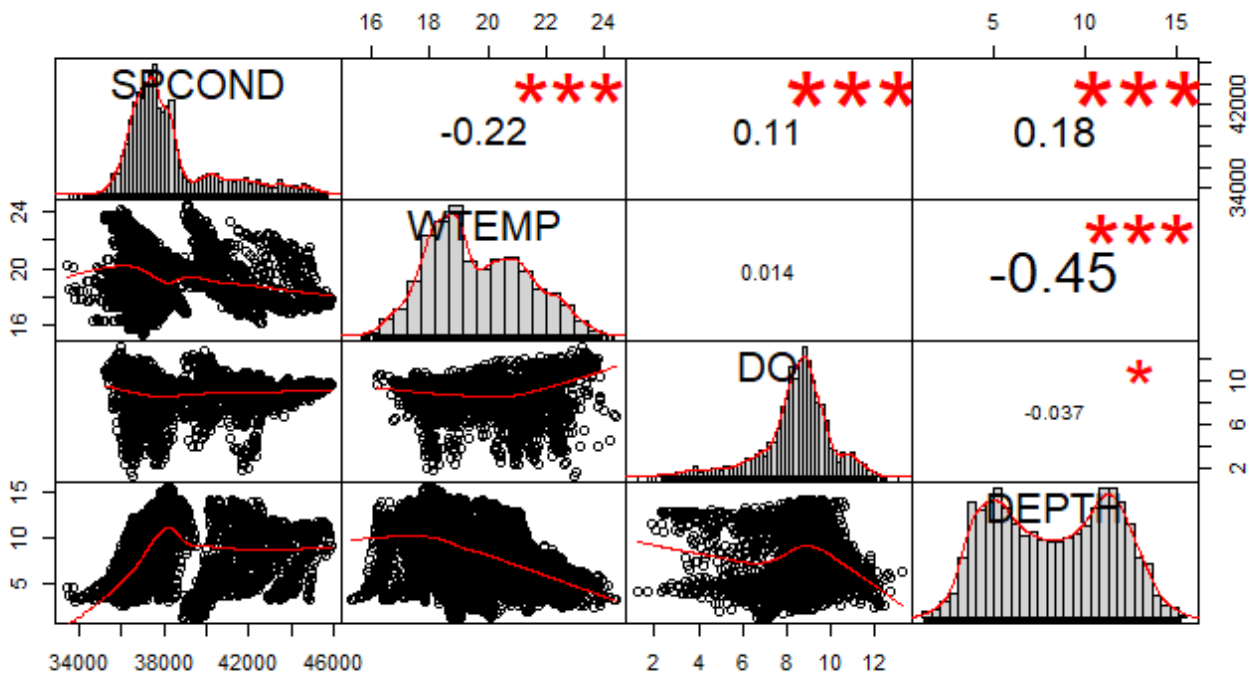 16 18 20 22 24 5 10 15
SPCOND *** *** ***
-0.22 0.11 0.18
34000 42000
WTEMP ***
0.014 -0.45
16 20 24
DO *
-0.037
2 6 10
DEPTH
5 10 15
34000 38000 42000 46000 2 4 6 8 10 12